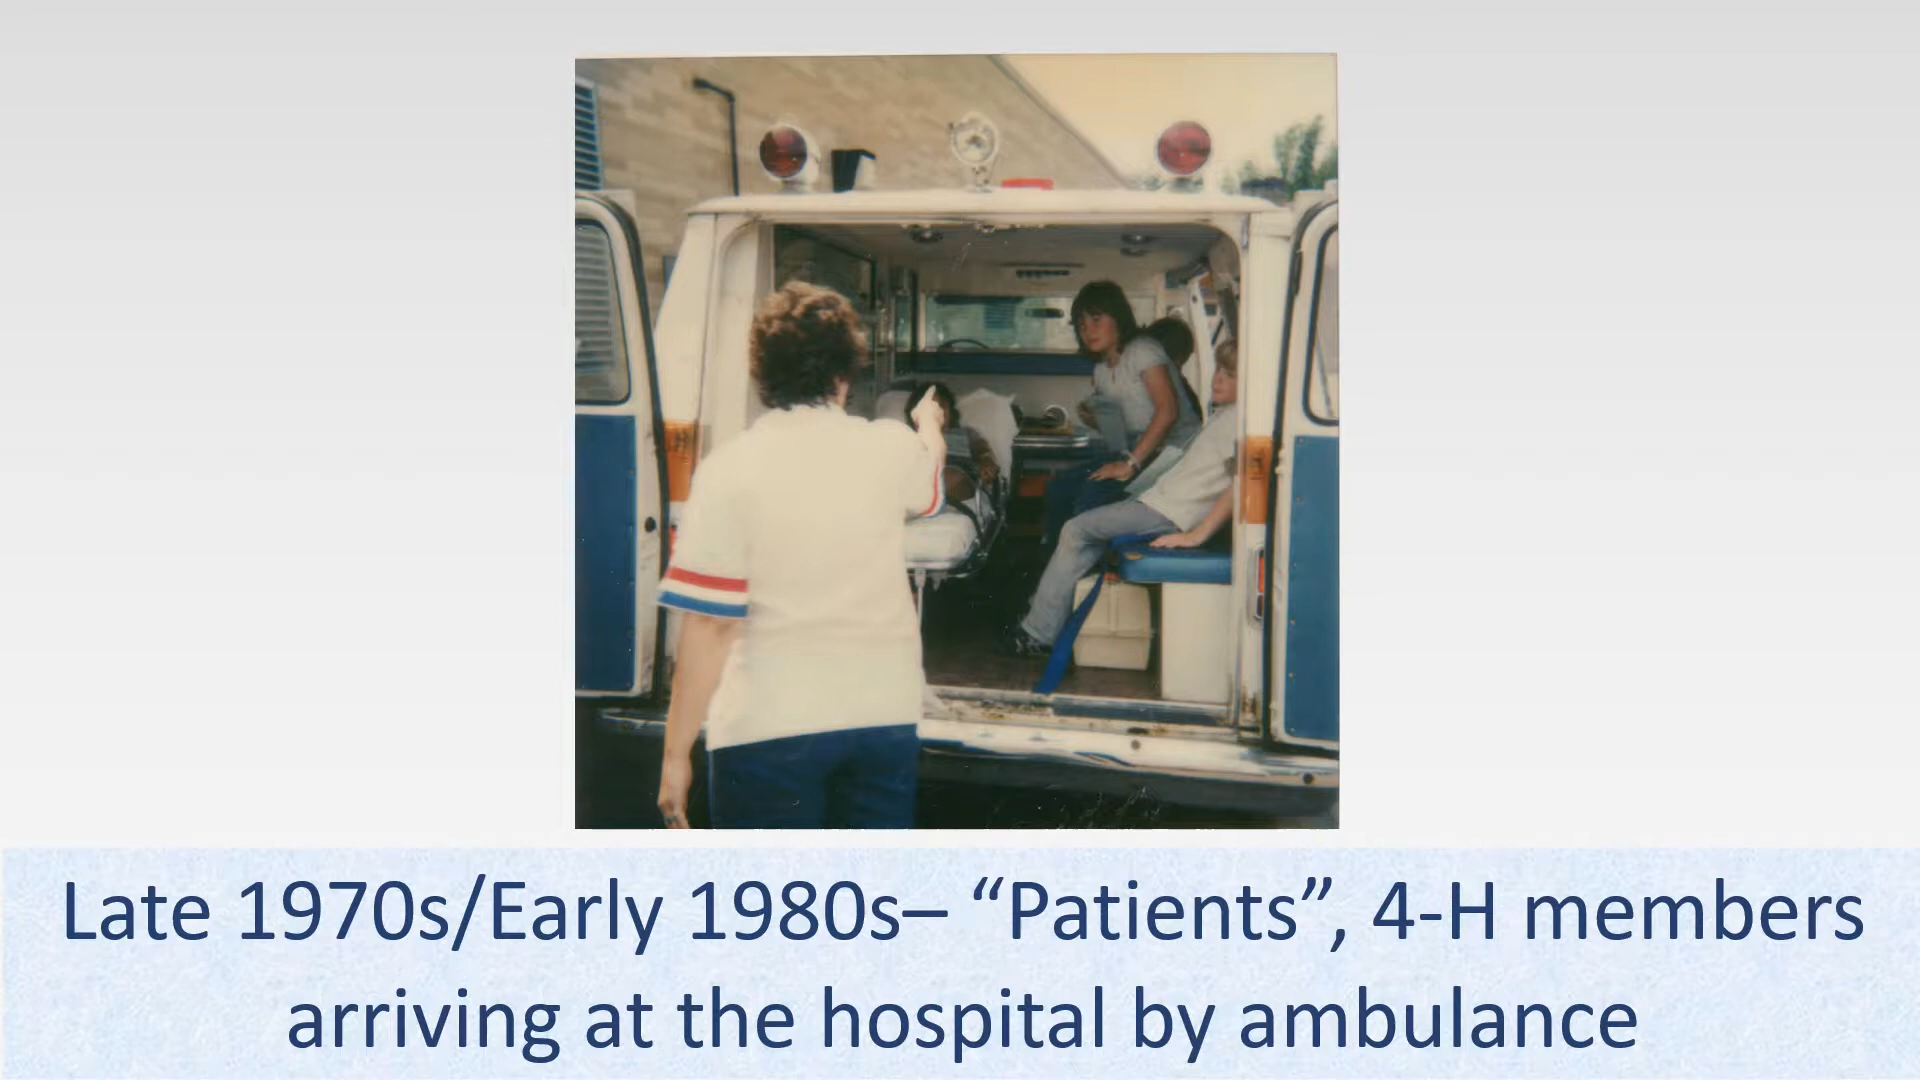 Late 1970s/Early 1980s– “Patients”, 4-H members
arriving at the hospital by ambulance